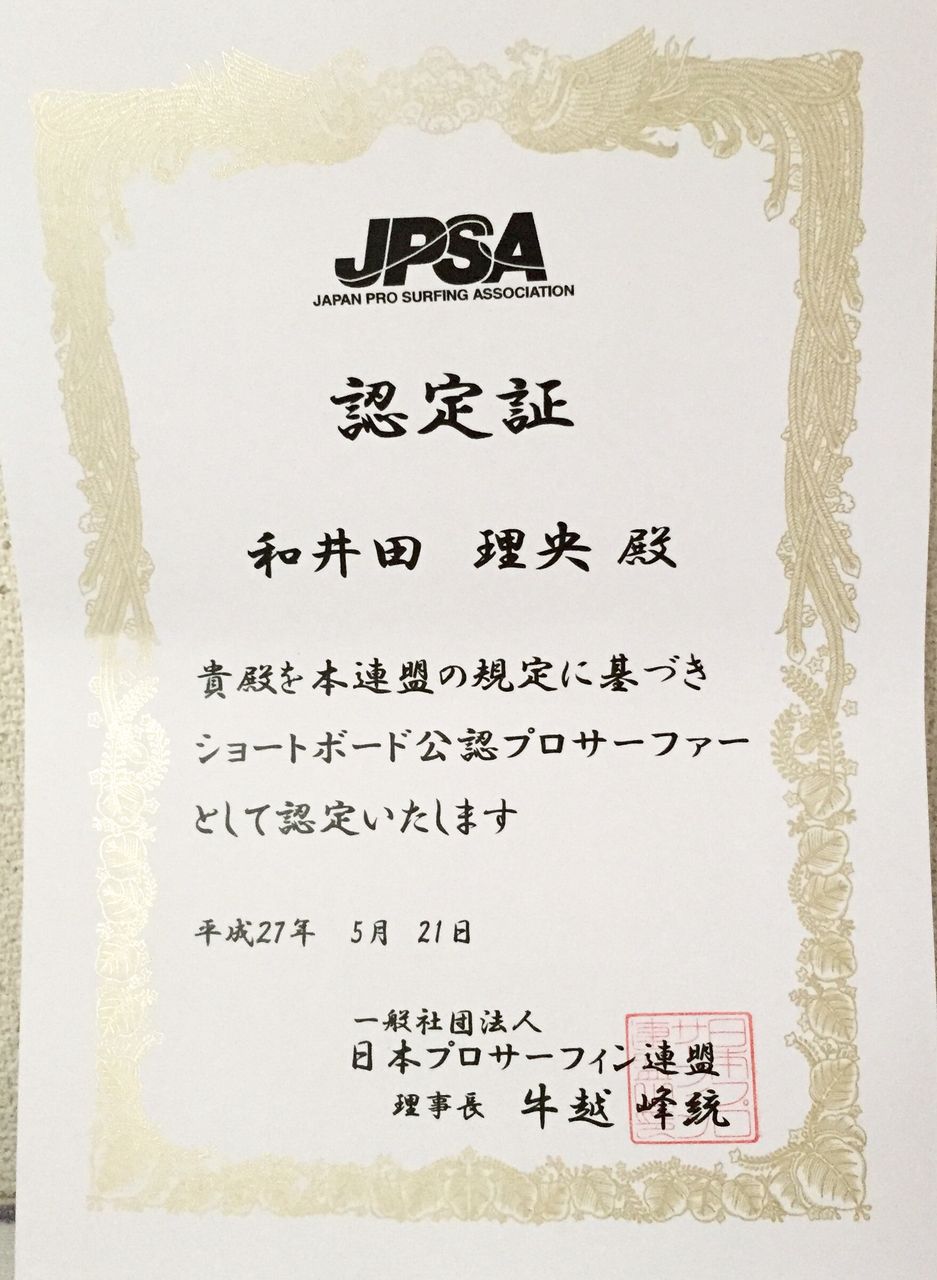 JPSA
JAPAN PRO SURFING ASSOCIATION
認定証
和井田 理央 殿
貴殿を本連盟の規定に基づき
ショートボード公認プロサーファー
として認定いたします
平成27年 5月 21日
一般社団法人
日本プロサーフィン連盟
理事長 牛越 峰統